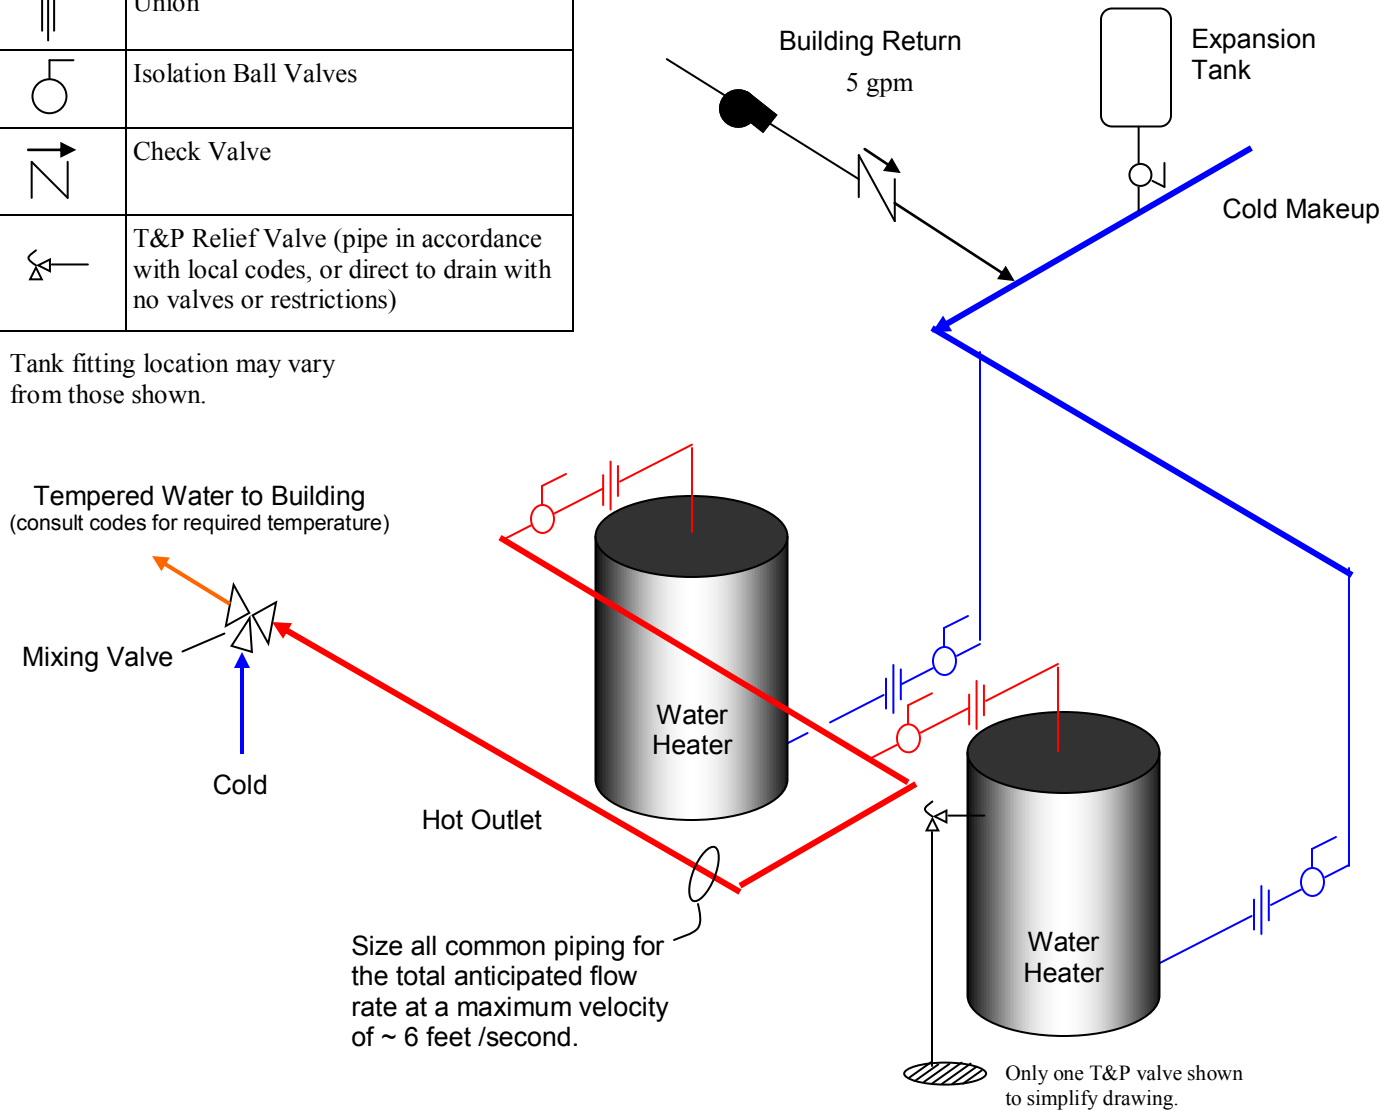 Union
Isolation Ball Valves
Check Valve
T&P Relief Valve (pipe in accordance
with local codes, or direct to drain with
no valves or restrictions)
Tank fitting location may vary
from those shown.
Building Return
5 gpm
Expansion
Tank
Cold Makeup
Tempered Water to Building
(consult codes for required temperature)
Mixing Valve
Cold
Hot Outlet
Water
Heater
Size all common piping for
the total anticipated flow
rate at a maximum velocity
of ~ 6 feet /second.
Water
Heater
Only one T&P valve shown
to simplify drawing.